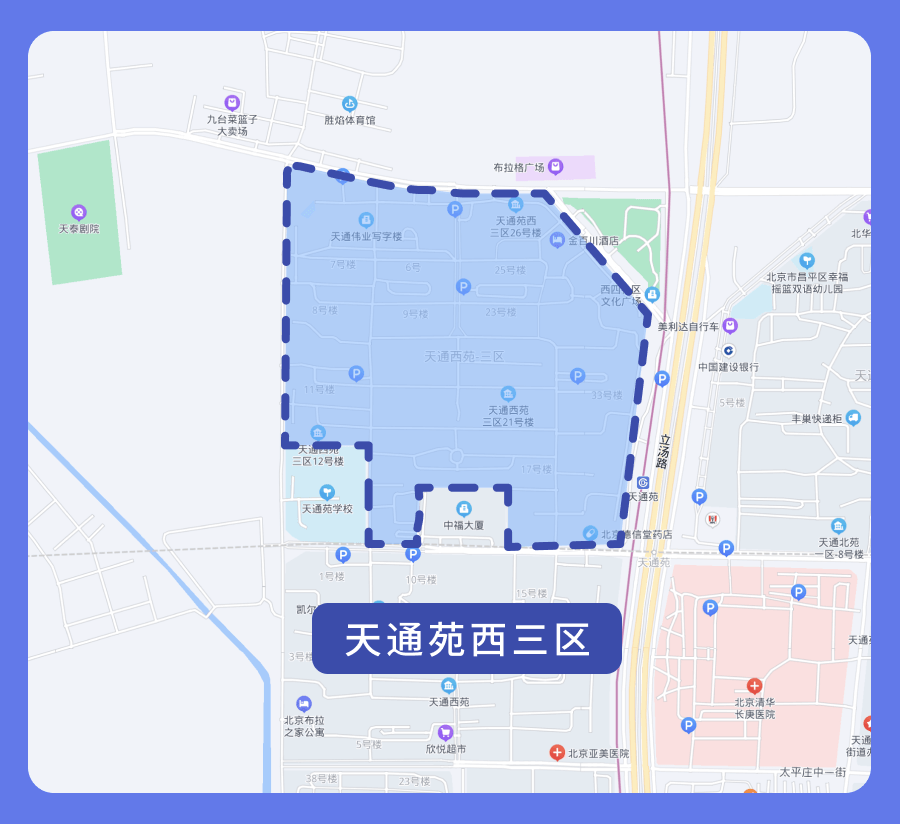 九台菜篮子
大卖场
胜焰体育馆
布拉格广场
天泰剧院
天通伟业写字楼
天通苑西
三区26号楼
金百川酒店
北华
7号楼
6号
25号楼
北京市昌平区幸福
摇篮双语幼儿园
8号楼
9号楼
23号楼
文化广场
美利达自行车
天通西苑-三区
中国建设银行
11号楼
天通西苑
三区21号楼
33号楼
5号楼
丰巢快递柜
天通西苑
三区12号楼
立汤路
17号楼
天通苑学校
中福大厦
天通苑
北京德信堂药店
天通北苑
一区-8号楼
天通苑
1号楼
10号楼
15号楼
天通苑西三区
3号
天通西苑
北京清华
长庚医院
北京布拉
之家公寓
5号楼
欣悦超市
北京亚美医院
街道
太平庄中一街
38号楼
23号楼